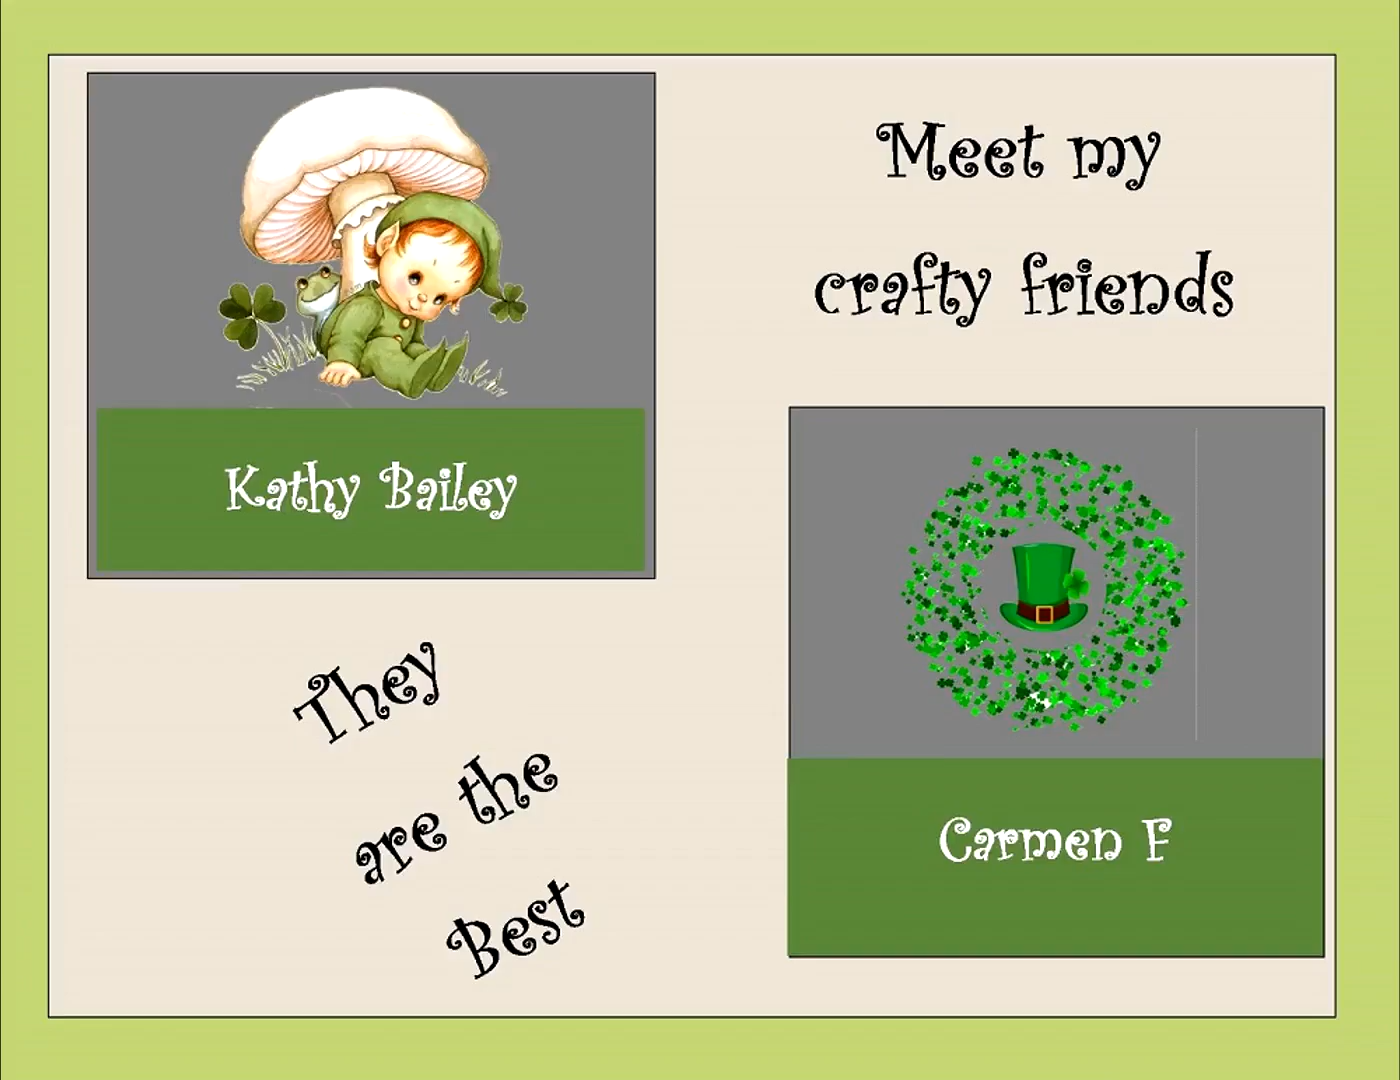 Meet my
crafty friends
Kathy Bailey
Carmen F
They
are the
Best